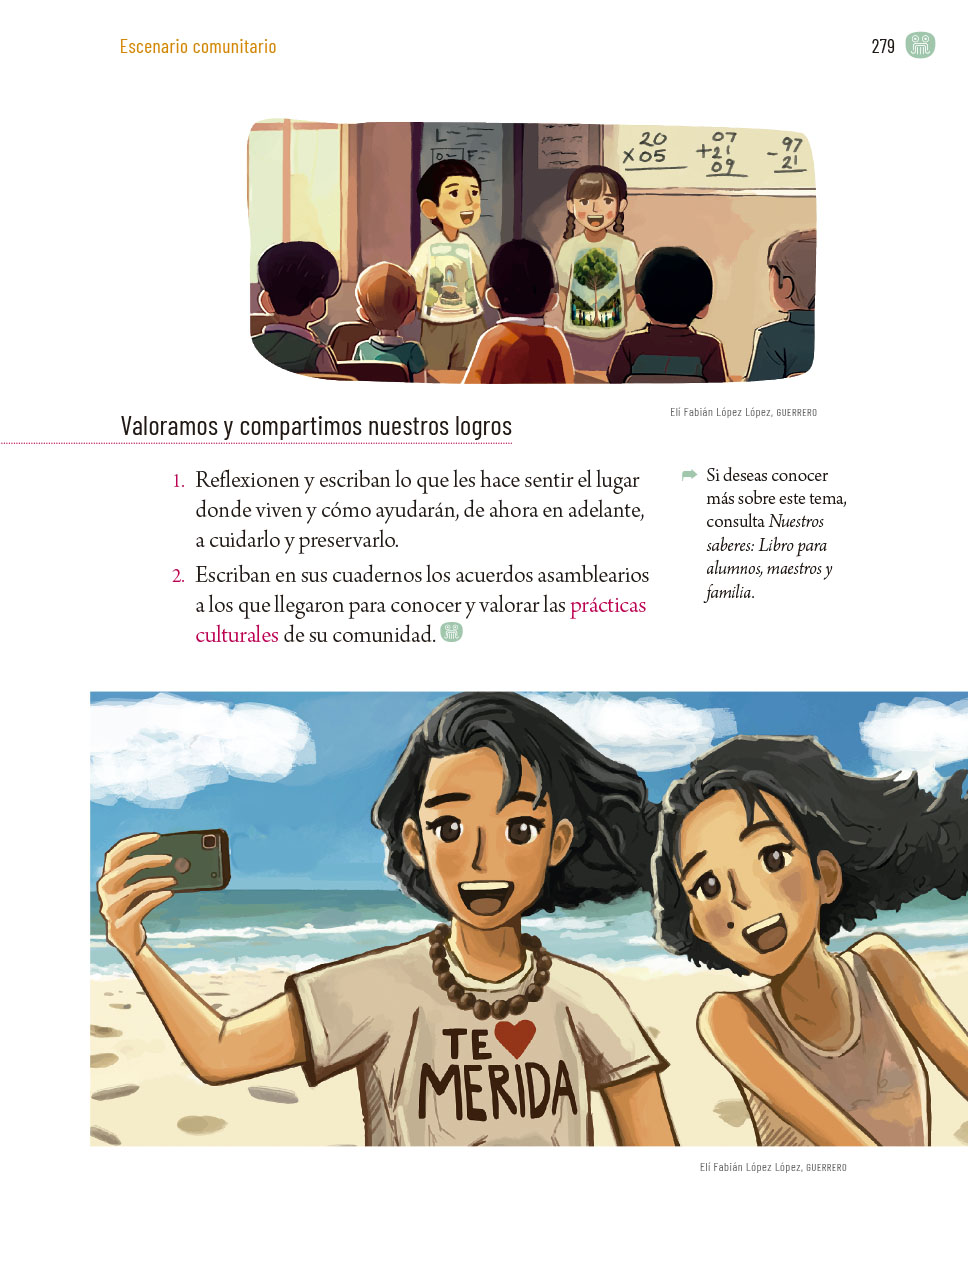 Escenario comunitario
279
L
F
20
x 05
07
+ 21
09
- 97
21
Elí Fabián López López, GUERRERO
Valoramos y compartimos nuestros logros
1. Reflexionen y escriban lo que les hace sentir el lugar
donde viven y cómo ayudarán, de ahora en adelante,
a cuidarlo y preservarlo.
2. Escriban en sus cuadernos los acuerdos asamblearios
a los que llegaron para conocer y valorar las prácticas
culturales de su comunidad.
Si deseas conocer
más sobre este tema,
consulta Nuestros
saberes: Libro para
alumnos, maestros y
familia.
TE
MERIDA
Elí Fabián López López, GUERRERO